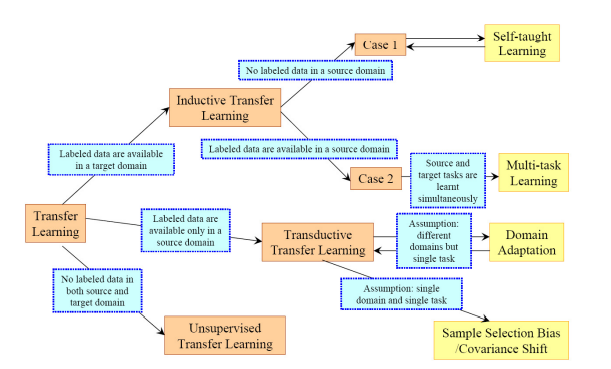 Case 1
Self-taught
Learning
No labeled data in a source domain
Inductive Transfer
Learning
Labeled data are available
in a target domain
Labeled data are available in a source domain
Case 2
Source and
target tasks are
learnt
simultaneously
Multi-task
Learning
Transfer
Learning
Labeled data are
available only in a
source domain
Transductive
Transfer Learning
Assumption:
different
domains but
single task
Domain
Adaptation
No labeled data in
both source and
target domain
Assumption: single
domain and single task
Unsupervised
Transfer Learning
Sample Selection Bias
/Covariance Shift